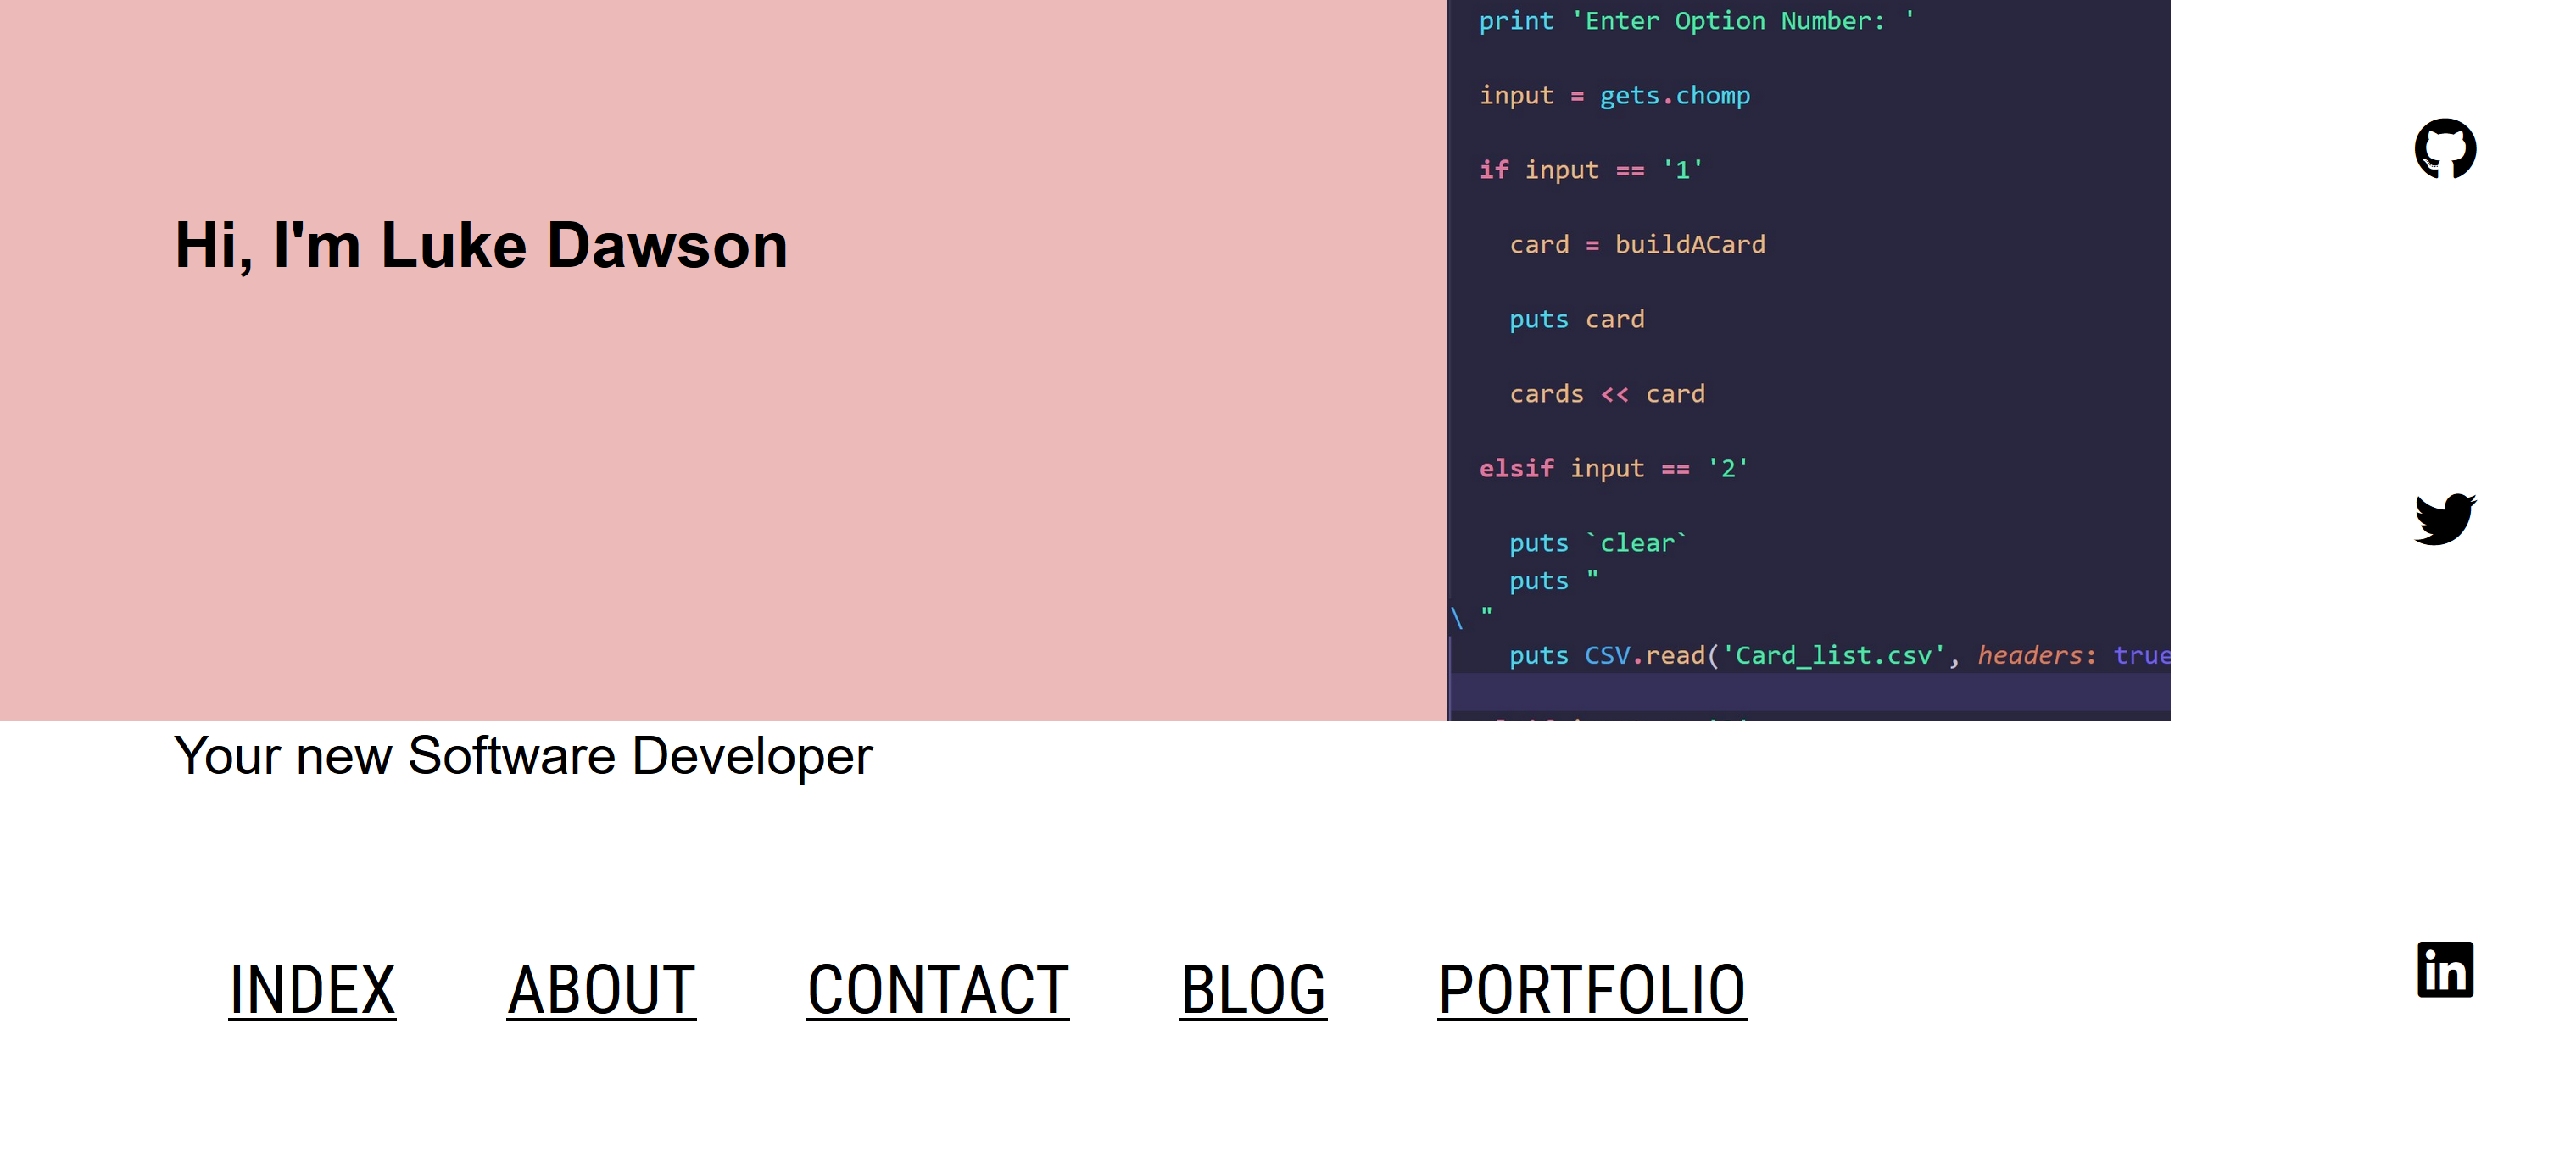 Hi, I'm Luke Dawson
print 'Enter Option Number: '
input = gets.chomp
if input == '1'
card = buildACard
puts card
cards << card
elsif input == '2'
puts `clear`
puts "
\ "
puts CSV.read('Card_list.csv', headers: true
Your new Software Developer
INDEX ABOUT CONTACT BLOG PORTFOLIO
in